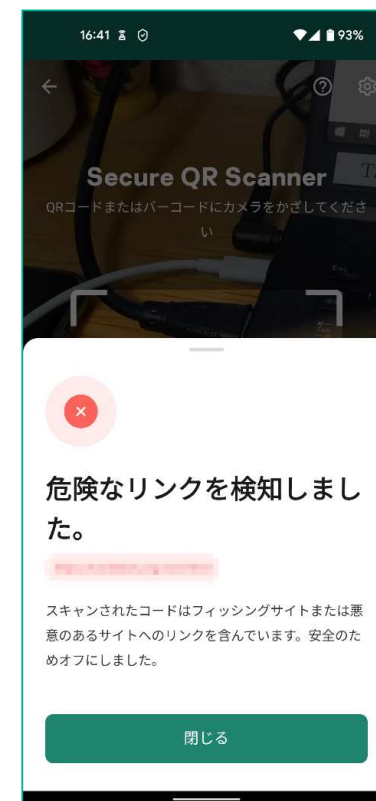 16:41
93%
Secure QR Scanner
QRコードまたはバーコードにカメラをかざしてくださ
い
危険なリンクを検知しまし
た。
スキャンされたコードはフィッシングサイトまたは悪
意のあるサイトへのリンクを含んでいます。安全のた
めオフにしました。
閉じる